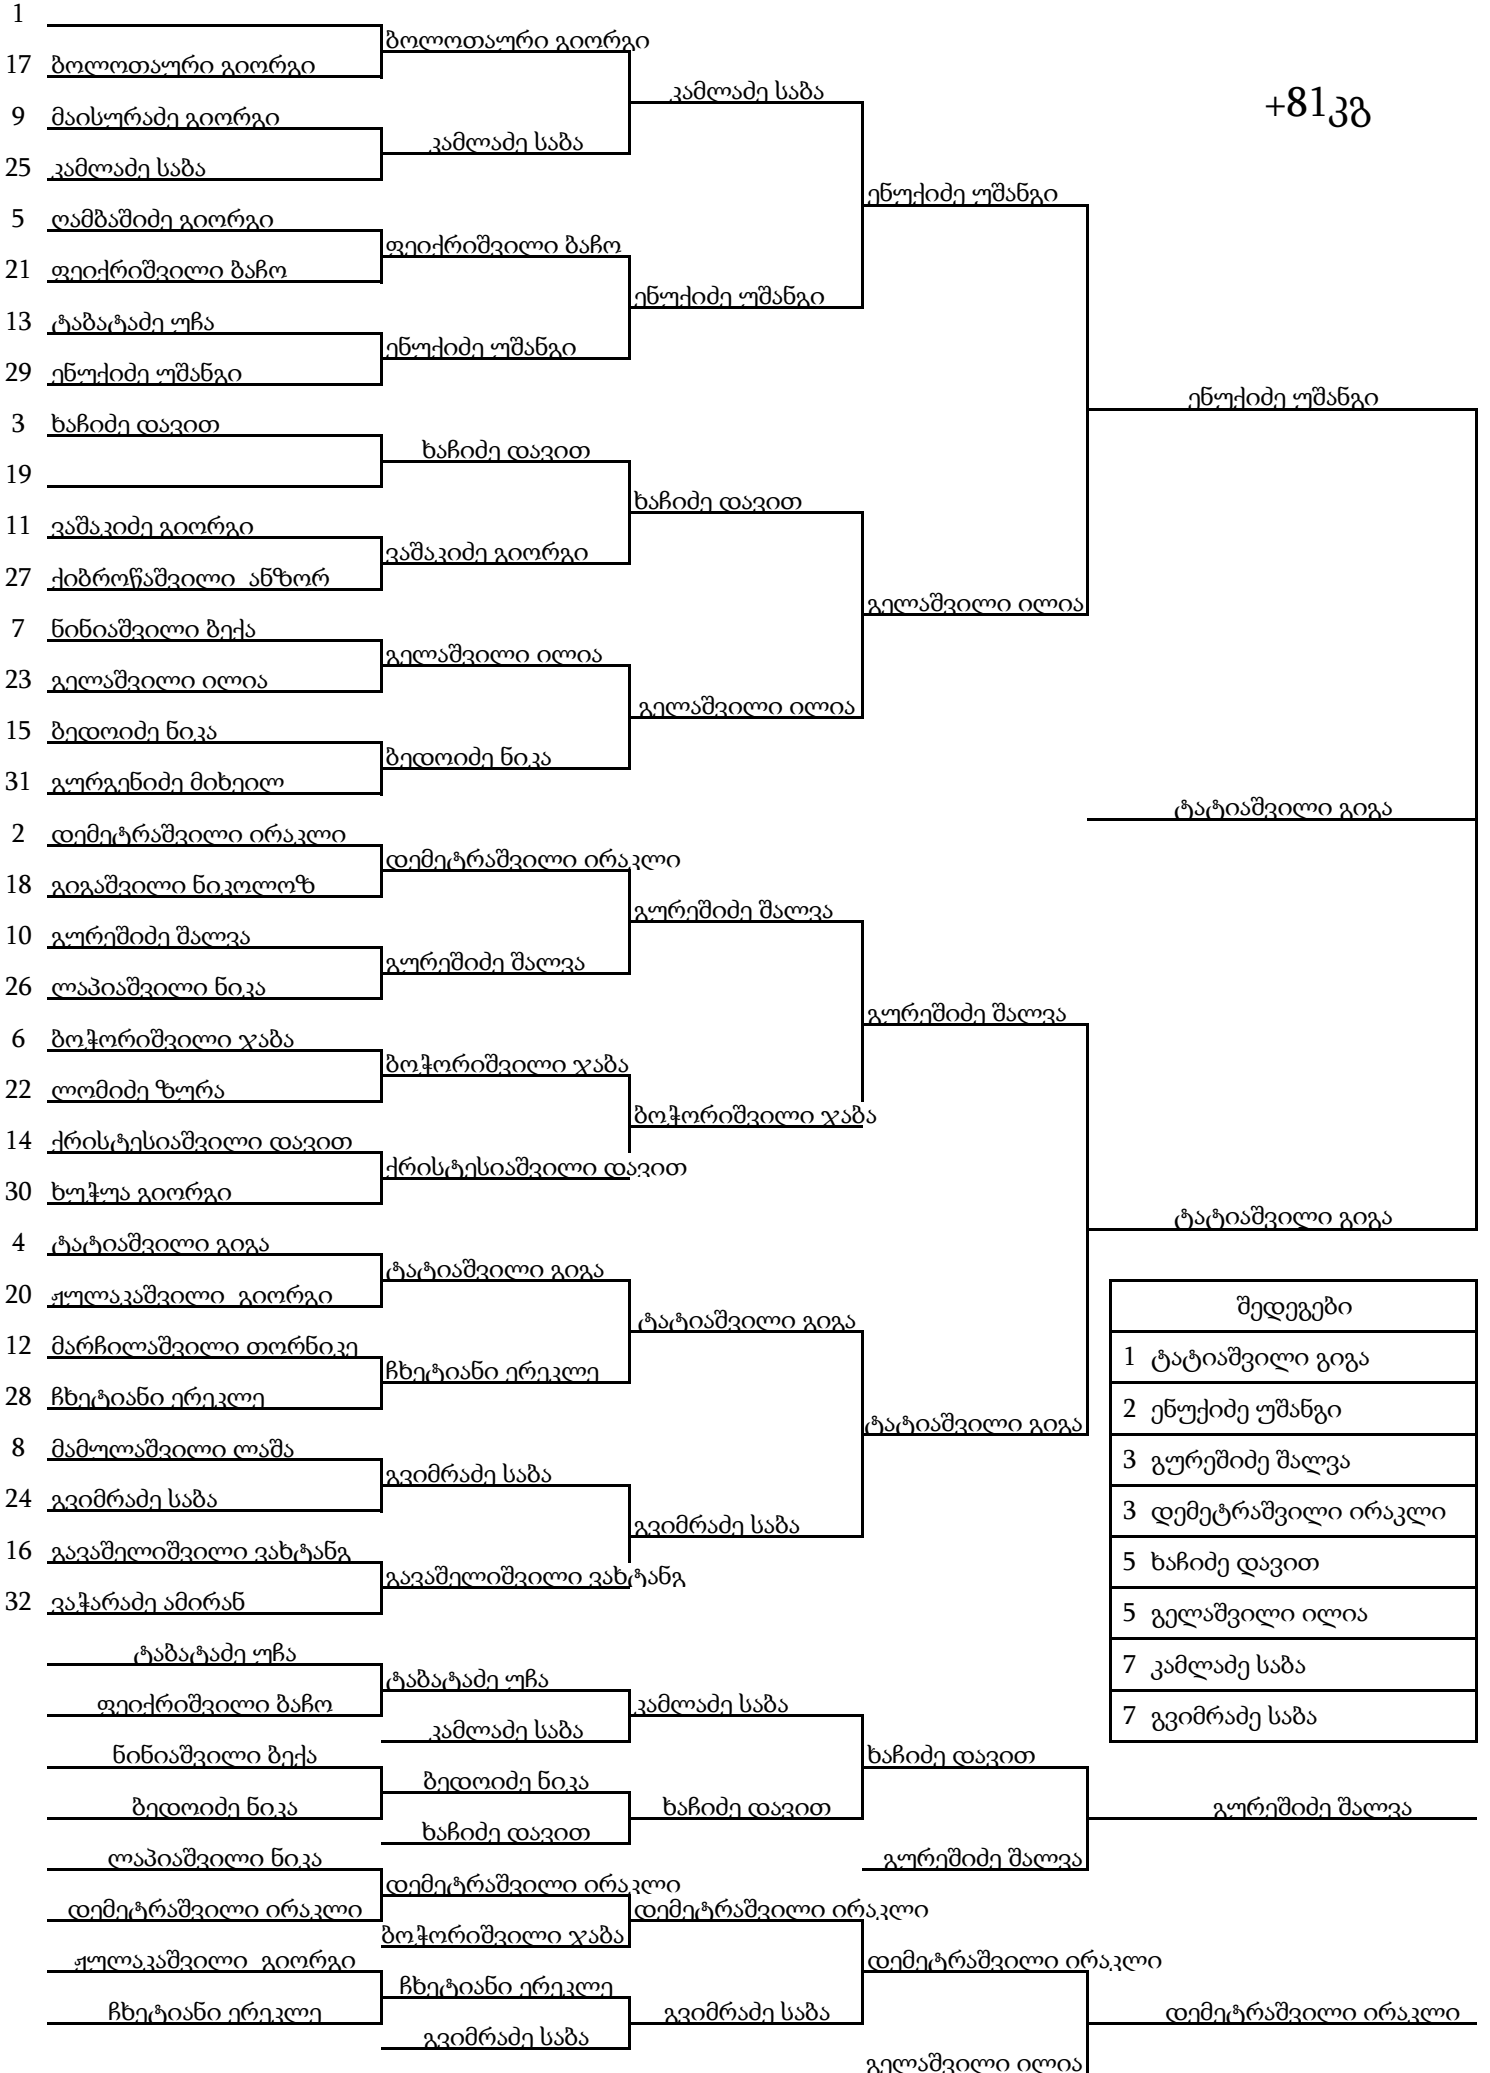 1
ბოლოთაური გიორგი
17 ბოლოთაური გიორგი
კამლაძე საბა
+81კგ
9 მაისურაძე გიორგი
კამლაძე საბა
25 კამლაძე საბა
ენუქიძე უშანგი
5 ღამბაშიძე გიორგი
ფეიქრიშვილი ბაჩო
21 ფეიქრიშვილი ბაჩო
ენუქიძე უშანგი
13 ტაბატაძე უჩა
ენუქიძე უშანგი
29 ენუქიძე უშანგი
ენუქიძე უშანგი
3 ხაჩიძე დავით
ხაჩიძე დავით
19
ხაჩიძე დავით
11 ვაშაკიძე გიორგი
ვაშაკიძე გიორგი
27 ქიბროწაშვილი ანზორ
გელაშვილი ილია
7 ნინიაშვილი ბექა
გელაშვილი ილია
23 გელაშვილი ილია
გელაშვილი ილია
15 ბედოიძე ნიკა
ბედოიძე ნიკა
31 გურგენიძე მიხეილ
ტატიაშვილი გიგა
2 დემეტრაშვილი ირაკლი
დემეტრაშვილი ირაკლი
18 გიგაშვილი ნიკოლოზ
გურეშიძე შალვა
10 გურეშიძე შალვა
გურეშიძე შალვა
26 ლაპიაშვილი ნიკა
გურეშიძე შალვა
6 ბოჭორიშვილი ჯაბა
ბოჭორიშვილი ჯაბა
22 ლომიძე ზურა
ბოჭორიშვილი ჯაბა
14 ქრისტესიაშვილი დავით
ქრისტესიაშვილი დავით
30 ხუჭუა გიორგი
ტატიაშვილი გიგა
4 ტატიაშვილი გიგა
ტატიაშვილი გიგა
20 ჟულაკაშვილი გიორგი
შედეგები
ტატიაშვილი გიგა
12 მარჩილაშვილი თორნიკე
1 ტატიაშვილი გიგა
ჩხეტიანი ერეკლე
28 ჩხეტიანი ერეკლე
2 ენუქიძე უშანგი
ტატიაშვილი გიგა
8 მამულაშვილი ლაშა
3 გურეშიძე შალვა
გვიმრაძე საბა
24 გვიმრაძე საბა
3 დემეტრაშვილი ირაკლი
გვიმრაძე საბა
16 გავაშელიშვილი ვახტანგ
5 ხაჩიძე დავით
გავაშელიშვილი ვახტანგ
32 ვაჭარაძე ამირან
5 გელაშვილი ილია
ტაბატაძე უჩა
7 კამლაძე საბა
ტაბატაძე უჩა
ფეიქრიშვილი ბაჩო
კამლაძე საბა
7 გვიმრაძე საბა
კამლაძე საბა
ნინიაშვილი ბექა
ხაჩიძე დავით
ბედოიძე ნიკა
ბედოიძე ნიკა
ხაჩიძე დავით
გურეშიძე შალვა
ხაჩიძე დავით
ლაპიაშვილი ნიკა
გურეშიძე შალვა
დემეტრაშვილი ირაკლი
დემეტრაშვილი ირაკლი
დემეტრაშვილი ირაკლი
ბოჭორიშვილი ჯაბა
ჟულაკაშვილი გიორგი
დემეტრაშვილი ირაკლი
ჩხეტიანი ერეკლე
ჩხეტიანი ერეკლე
გვიმრაძე საბა
დემეტრაშვილი ირაკლი
გვიმრაძე საბა
გელაშვილი ილია